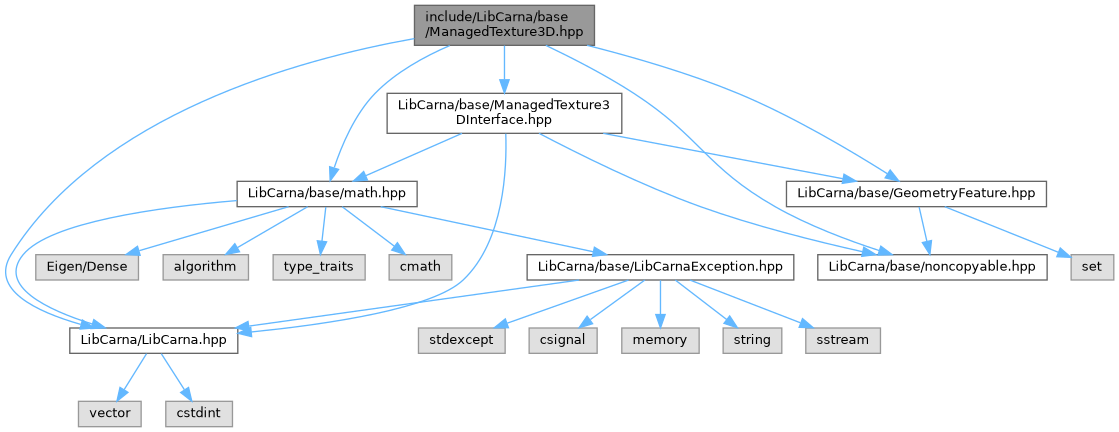 include/LibCarna/base
/ManagedTexture3D.hpp
LibCarna/base/ManagedTexture3
DInterface.hpp
LibCarna/base/math.hpp
LibCarna/base/GeometryFeature.hpp
Eigen/Dense
algorithm
type_traits
cmath
LibCarna/base/LibCarnaException.hpp
LibCarna/base/noncopyable.hpp
set
LibCarna/LibCarna.hpp
stdexcept
csignal
memory
string
sstream
vector
cstdint